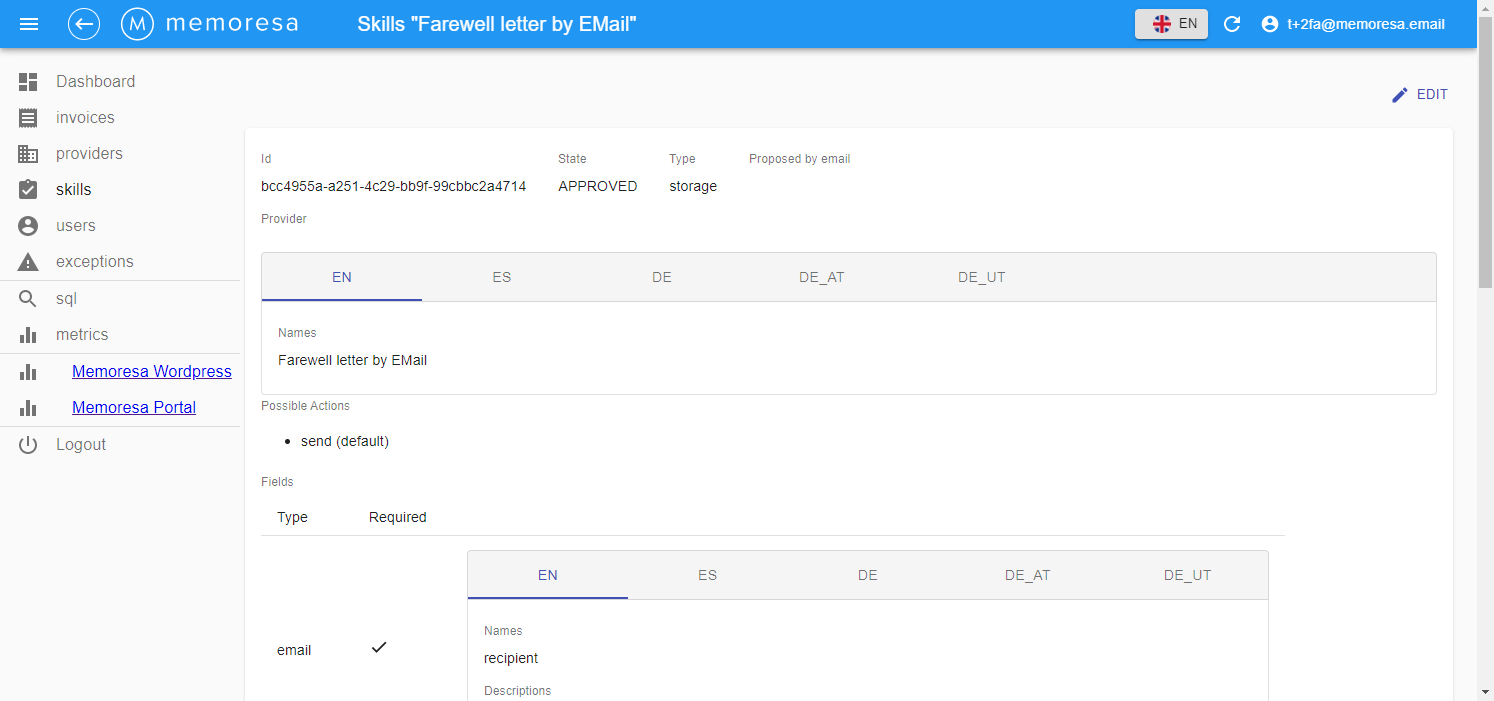 memoresa
Skills "Farewell letter by EMail"
EN
t+2fa@memoresa.email
Dashboard
invoices
providers
skills
users
exceptions
sql
metrics
Memoresa Wordpress
Memoresa Portal
Logout
EDIT
Id State Type Proposed by email
bcc4955a-a251-4c29-bb9f-99cbbc2a4714 APPROVED storage
Provider
EN ES DE DE_AT DE_UT
Names
Farewell letter by EMail
Possible Actions
• send (default)
Fields
Type Required
EN ES DE DE_AT DE_UT
Names
email
recipient
Descriptions